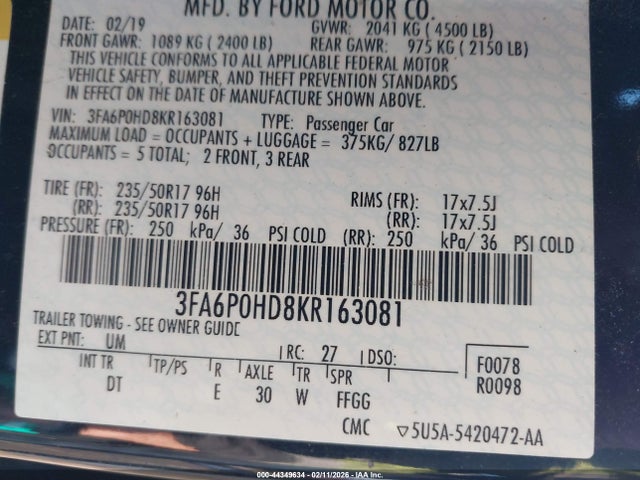 MFD. BY FORD MOTOR CO.
DATE: 02/19 GVWR: 2041 KG ( 4500 LB)
FRONT GAWR: 1089 KG ( 2400 LB) REAR GAWR: 975 KG ( 2150 LB)
THIS VEHICLE CONFORMS TO ALL APPLICABLE FEDERAL MOTOR
VEHICLE SAFETY, BUMPER, AND THEFT PREVENTION STANDARDS
IN EFFECT ON THE DATE OF MANUFACTURE SHOWN ABOVE.
VIN: 3FA6P0HD8KR163081 TYPE: Passenger Car
MAXIMUM LOAD = OCCUPANTS + LUGGAGE = 375KG/ 827LB
OCCUPANTS = 5 TOTAL; 2 FRONT, 3 REAR
TIRE (FR): 235/50R17 96H RIMS (FR): 17x7.5J
(RR): 235/50R17 96H (RR): 17x7.5J
PRESSURE (FR): 250 kPa/ 36 PSI COLD (RR): 250 kPa/ 36 PSI COLD
3FA6P0HD8KR163081
TRAILER TOWING - SEE OWNER GUIDE
EXT PNT: UM RC: 27 DSO: F0078
INT TR TP/PS R AXLE TR SPR R0098
DT E 30 W FFGG
CMC ▽5U5A-5420472-AA
000-44349634 - 02/11/2026 - COPART/IAA